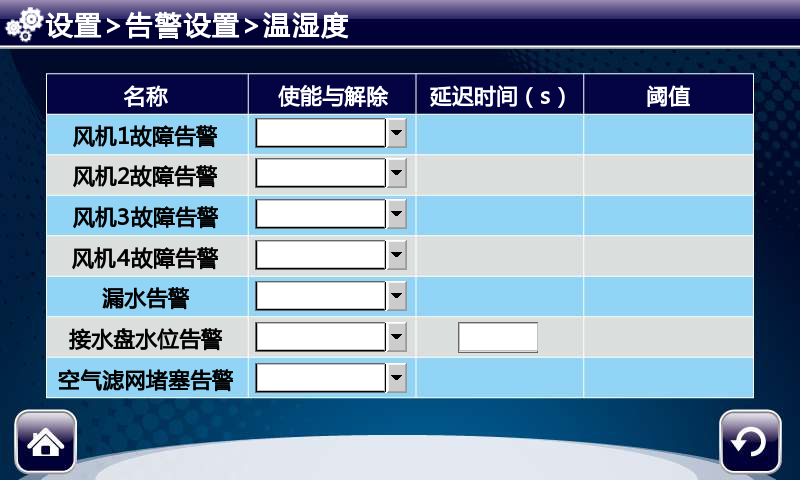 设置>告警设置>温湿度
名称 使能与解除 延迟时间（s） 阈值
风机1故障告警
风机2故障告警
风机3故障告警
风机4故障告警
漏水告警
接水盘水位告警
空气滤网堵塞告警